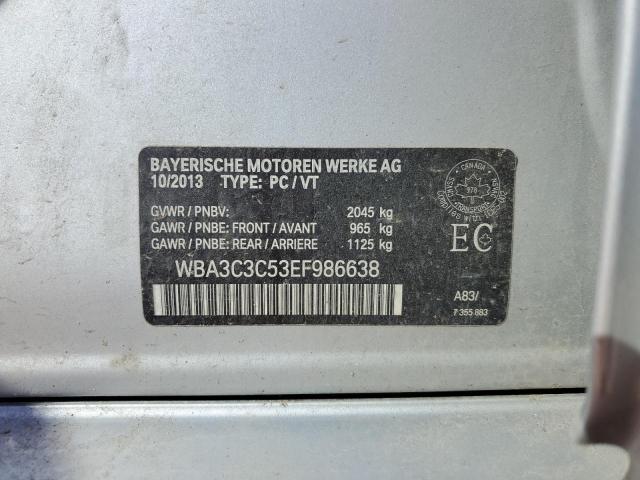 BAYERISCHE MOTOREN WERKE AG
10/2013 TYPE: PC/VT
GVWR / PNBV: 2045 kg
GAWR / PNBE: FRONT / AVANT 965 kg
GAWR / PNBE: REAR / ARRIERE 1125 kg
WBA3C3C53EF986638
CANADA
EC
A83/
7 355 883